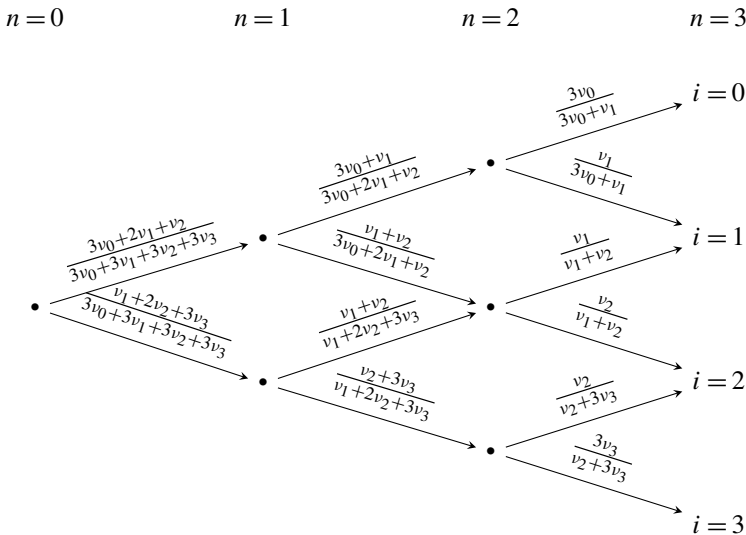 n=0 n=1 n=2 n=3
i=0
3ν₀/(3ν₀+ν₁)
ν₁/(3ν₀+ν₁)
(3ν₀+ν₁)/(3ν₀+2ν₁+ν₂)
(3ν₀+2ν₁+ν₂)/(3ν₀+3ν₁+3ν₂+3ν₃)
(ν₁+ν₂)/(3ν₀+2ν₁+ν₂)
ν₁/(ν₁+ν₂)
i=1
(ν₁+2ν₂+3ν₃)/(3ν₀+3ν₁+3ν₂+3ν₃)
(ν₁+ν₂)/(ν₁+2ν₂+3ν₃)
ν₂/(ν₁+ν₂)
(ν₂+3ν₃)/(ν₁+2ν₂+3ν₃)
ν₂/(ν₂+3ν₃)
i=2
3ν₃/(ν₂+3ν₃)
i=3